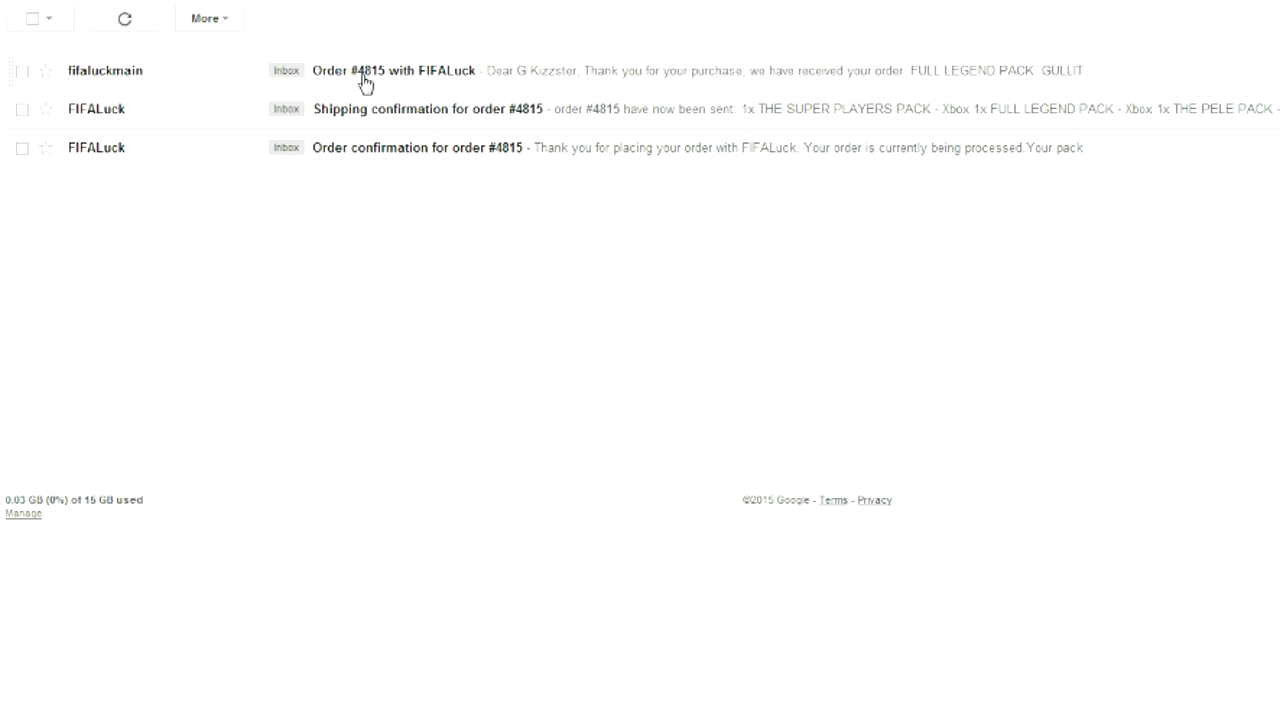 More
fifaluckmain Inbox Order #4815 with FIFALuck - Dear G Kizzster, Thank you for your purchase, we have received your order FULL LEGEND PACK GULLIT
FIFALuck Inbox Shipping confirmation for order #4815 - order #4815 have now been sent: 1x THE SUPER PLAYERS PACK - Xbox 1x FULL LEGEND PACK - Xbox 1x THE PELE PACK -
FIFALuck Inbox Order confirmation for order #4815 - Thank you for placing your order with FIFALuck. Your order is currently being processed.Your pack
0.03 GB (0%) of 15 GB used
Manage
©2015 Google - Terms - Privacy